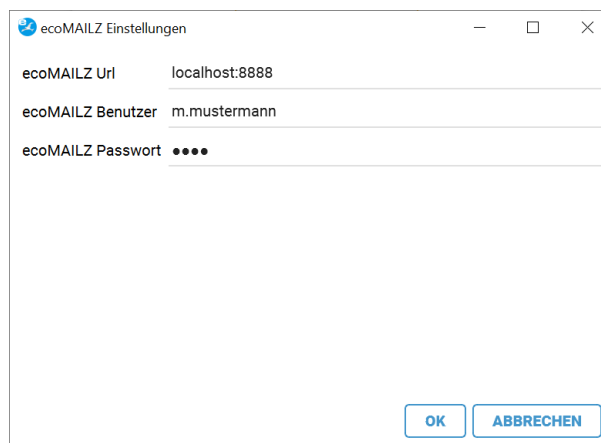 ecoMAILZ Einstellungen
ecoMAILZ Url localhost:8888
ecoMAILZ Benutzer m.mustermann
ecoMAILZ Passwort ●●●●
OK ABBRECHEN